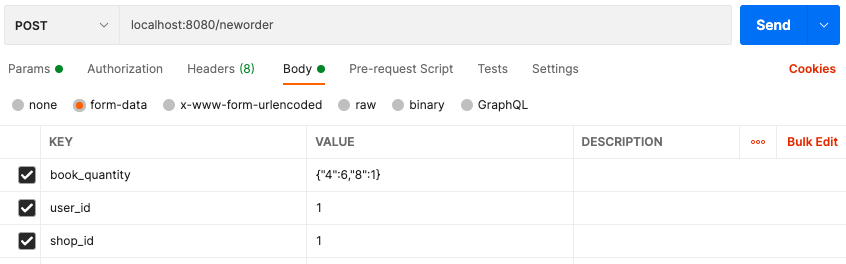 POST localhost:8080/neworder Send
Params Authorization Headers (8) Body Pre-request Script Tests Settings Cookies
none form-data x-www-form-urlencoded raw binary GraphQL
KEY VALUE DESCRIPTION ooo Bulk Edit
book_quantity {"4":6,"8":1}
user_id 1
shop_id 1